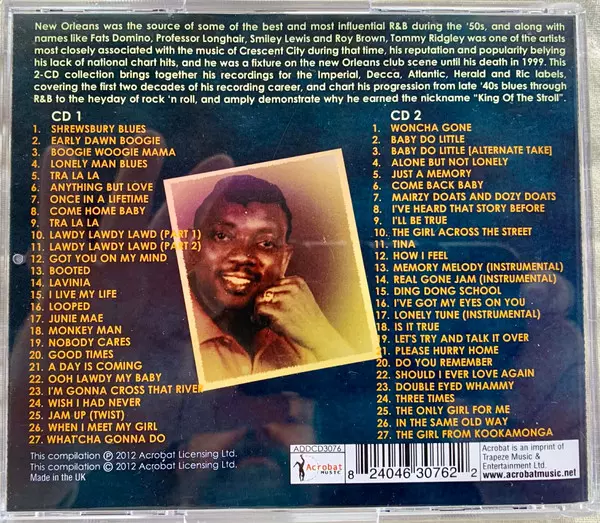 New Orleans was the source of some of the best and most influential R&B during the '50s, and along with
names like Fats Domino, Professor Longhair, Smiley Lewis and Roy Brown, Tommy Ridgley was one of the artists
most closely associated with the music of Crescent City during that time, his reputation and popularity belying
his lack of national chart hits, and he was a fixture on the new Orleans club scene until his death in 1999. This
2-CD collection brings together his recordings for the Imperial, Decca, Atlantic, Herald and Ric labels,
covering the first two decades of his recording career, and chart his progression from late '40s blues through
R&B to the heyday of rock 'n roll, and amply demonstrate why he earned the nickname "King Of The Stroll".
CD 1
1. SHREWSBURY BLUES
2. EARLY DAWN BOOGIE
3. BOOGIE WOOGIE MAMA
4. LONELY MAN BLUES
5. TRA LA LA
6. ANYTHING BUT LOVE
7. ONCE IN A LIFETIME
8. COME HOME BABY
9. TRA LA LA
10. LAWDY LAWDY LAWD (PART 1)
11. LAWDY LAWDY LAWD (PART 2)
12. GOT YOU ON MY MIND
13. BOOTED
14. LAVINIA
15. I LIVE MY LIFE
16. LOOPED
17. JUNIE MAE
18. MONKEY MAN
19. NOBODY CARES
20. GOOD TIMES
21. A DAY IS COMING
22. OOH LAWDY MY BABY
23. I'M GONNA CROSS THAT RIVER
24. WISH I HAD NEVER
25. JAM UP (TWIST)
26. WHEN I MEET MY GIRL
27. WHAT'CHA GONNA DO
CD 2
1. WONCHA GONE
2. BABY DO LITTLE
3. BABY DO LITTLE [ALTERNATE TAKE]
4. ALONE BUT NOT LONELY
5. JUST A MEMORY
6. COME BACK BABY
7. MAIRZY DOATS AND DOZY DOATS
8. I'VE HEARD THAT STORY BEFORE
9. I'LL BE TRUE
10. THE GIRL ACROSS THE STREET
11. TINA
12. HOW I FEEL
13. MEMORY MELODY (INSTRUMENTAL)
14. REAL GONE JAM (INSTRUMENTAL)
15. DING DONG SCHOOL
16. I'VE GOT MY EYES ON YOU
17. LONELY TUNE (INSTRUMENTAL)
18. IS IT TRUE
19. LET'S TRY AND TALK IT OVER
21. PLEASE HURRY HOME
20. DO YOU REMEMBER
22. SHOULD I EVER LOVE AGAIN
23. DOUBLE EYED WHAMMY
24. THREE TIMES
25. THE ONLY GIRL FOR ME
26. IN THE SAME OLD WAY
27. THE GIRL FROM KOOKAMONGA
This compilation ℗ 2012 Acrobat Licensing Ltd.
This compilation © 2012 Acrobat Licensing Ltd.
Made in the UK
ADDCD3076
Acrobat
MUSIC
8 24046 30762 2
Acrobat is an imprint of
Trapeze Music &
Entertainment Ltd.
www.acrobatmusic.net